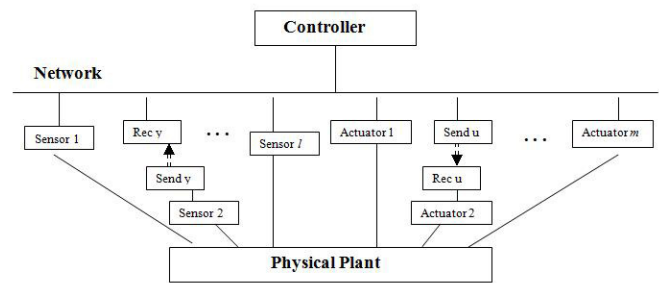 Controller
Network
Sensor 1
Rec y
...
Sensor l
Actuator 1
Send u
...
Actuator m
Send y
Rec u
Sensor 2
Actuator 2
Physical Plant